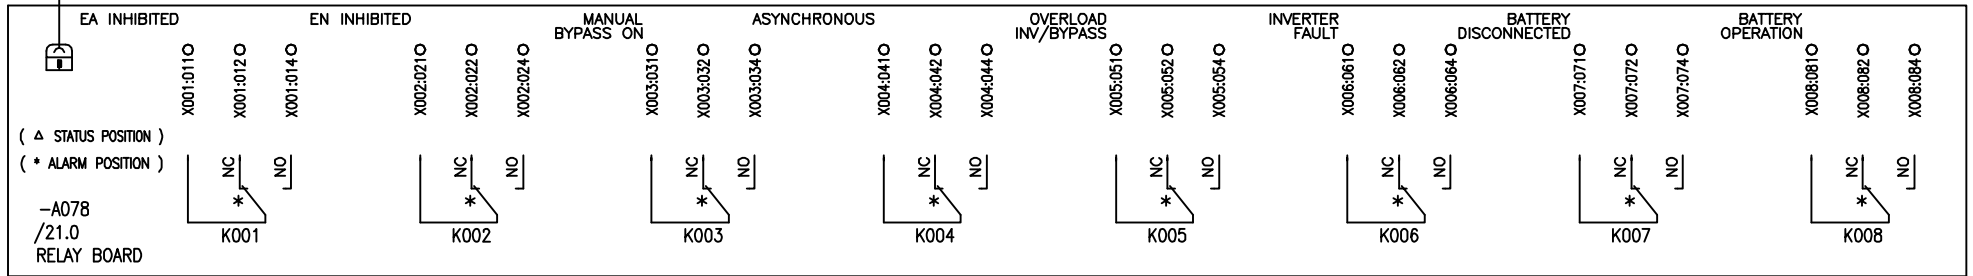 EA INHIBITED
EN INHIBITED
MANUAL
BYPASS ON
ASYNCHRONOUS
OVERLOAD
INV/BYPASS
INVERTER
FAULT
BATTERY
DISCONNECTED
BATTERY
OPERATION
X001:011
X001:012
X001:014
X002:021
X002:022
X002:024
X003:031
X003:032
X003:034
X004:041
X004:042
X004:044
X005:051
X005:052
X005:054
X006:061
X006:062
X006:064
X007:071
X007:072
X007:074
X008:081
X008:082
X008:084
( Δ STATUS POSITION )
( * ALARM POSITION )
NC
NO
NC
NO
NC
NO
NC
NO
NC
NO
NC
NO
NC
NO
NC
NO
*
*
*
*
*
*
*
*
-A078
/21.0
RELAY BOARD
K001
K002
K003
K004
K005
K006
K007
K008